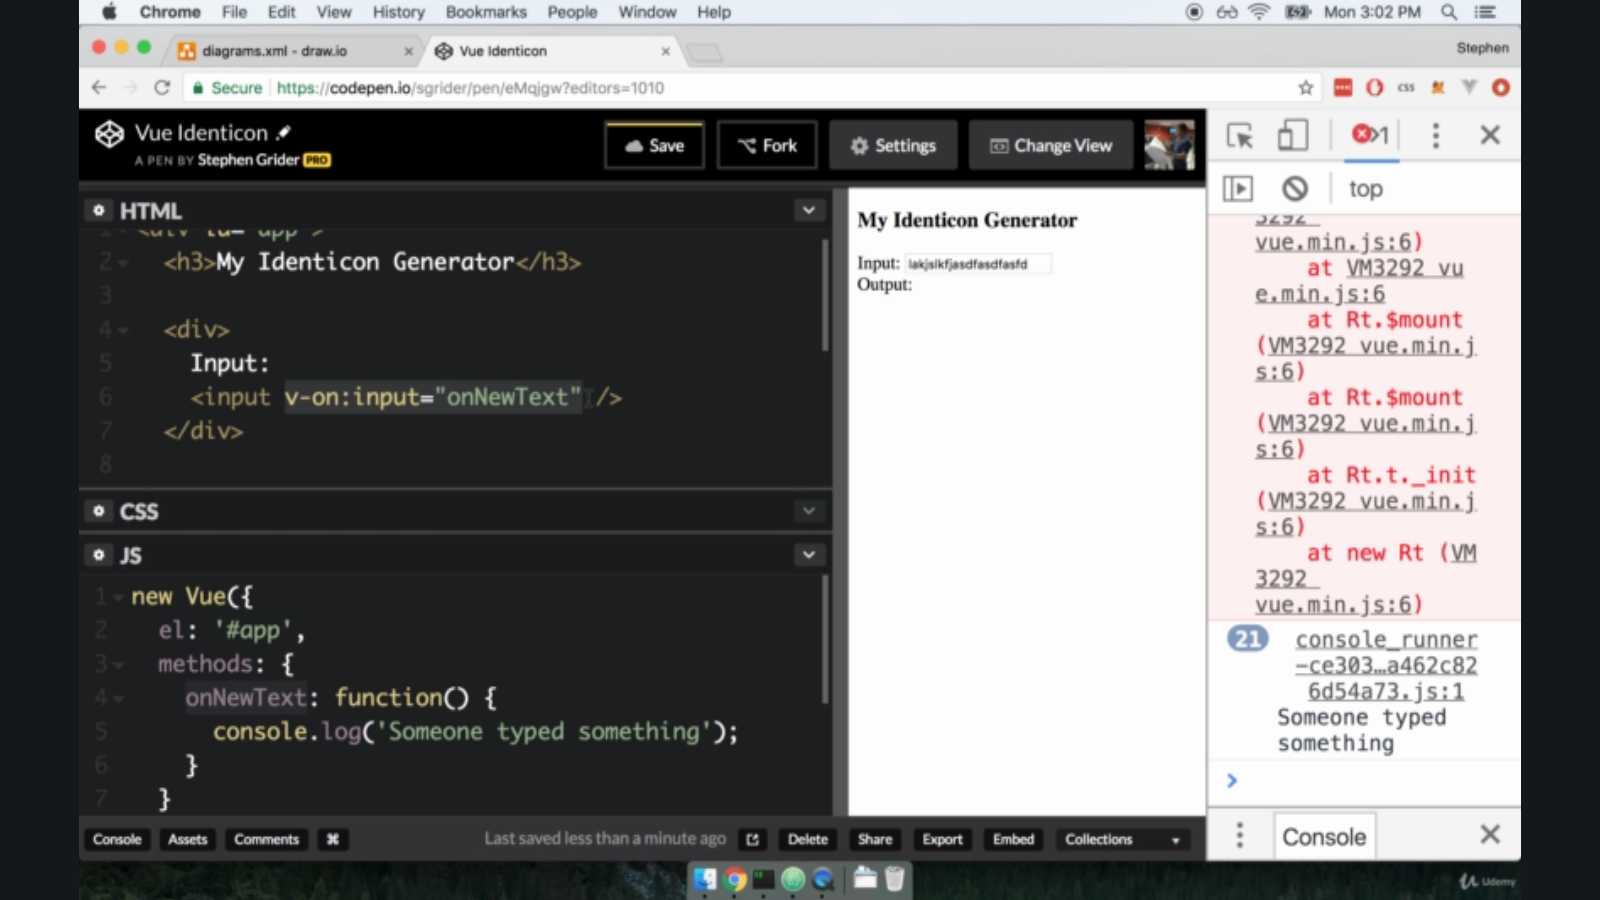 Chrome File Edit View History Bookmarks People Window Help Mon 3:02 PM
diagrams.xml - draw.io × Vue Identicon × Stephen
Secure https://codepen.io/sgrider/pen/eMqjgw?editors=1010 CSS
Vue Identicon
A PEN BY Stephen Grider PRO
Save Fork Settings Change View
1
top
HTML
1 <div id="app">
2 <h3>My Identicon Generator</h3>
3
4 <div>
5 Input:
6 <input v-on:input="onNewText" />
7 </div>
8
CSS
JS
1 new Vue({
2 el: '#app',
3 methods: {
4 onNewText: function() {
5 console.log('Someone typed something');
6 }
7 }
My Identicon Generator
Input: lakjslkfjasdfasdfasfd
Output:
3292
vue.min.js:6)
at VM3292 vu
e.min.js:6
at Rt.$mount
(VM3292 vue.min.j
s:6)
at Rt.$mount
(VM3292 vue.min.j
s:6)
at Rt.t._init
(VM3292 vue.min.j
s:6)
at new Rt (VM
3292
vue.min.js:6)
21 console_runner
-ce303…a462c82
6d54a73.js:1
Someone typed
something
Console Assets Comments ⌘ Last saved less than a minute ago Delete Share Export Embed Collections
Console
Udemy